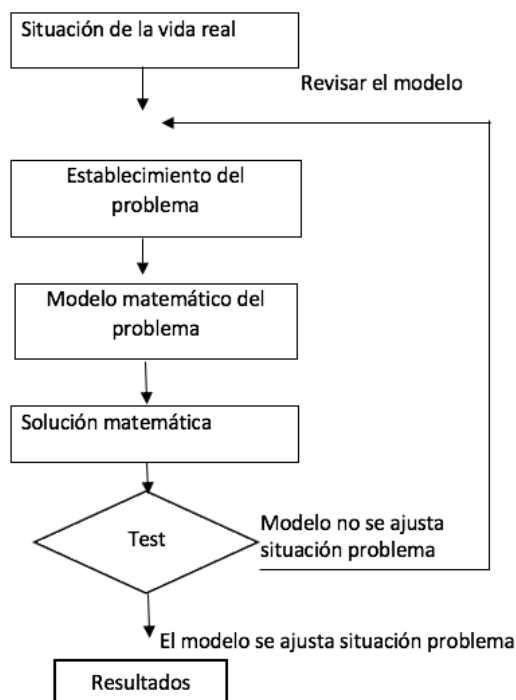 Situación de la vida real
Revisar el modelo
Establecimiento del
problema
Modelo matemático del
problema
Solución matemática
Test
Modelo no se ajusta
situación problema
El modelo se ajusta situación problema
Resultados